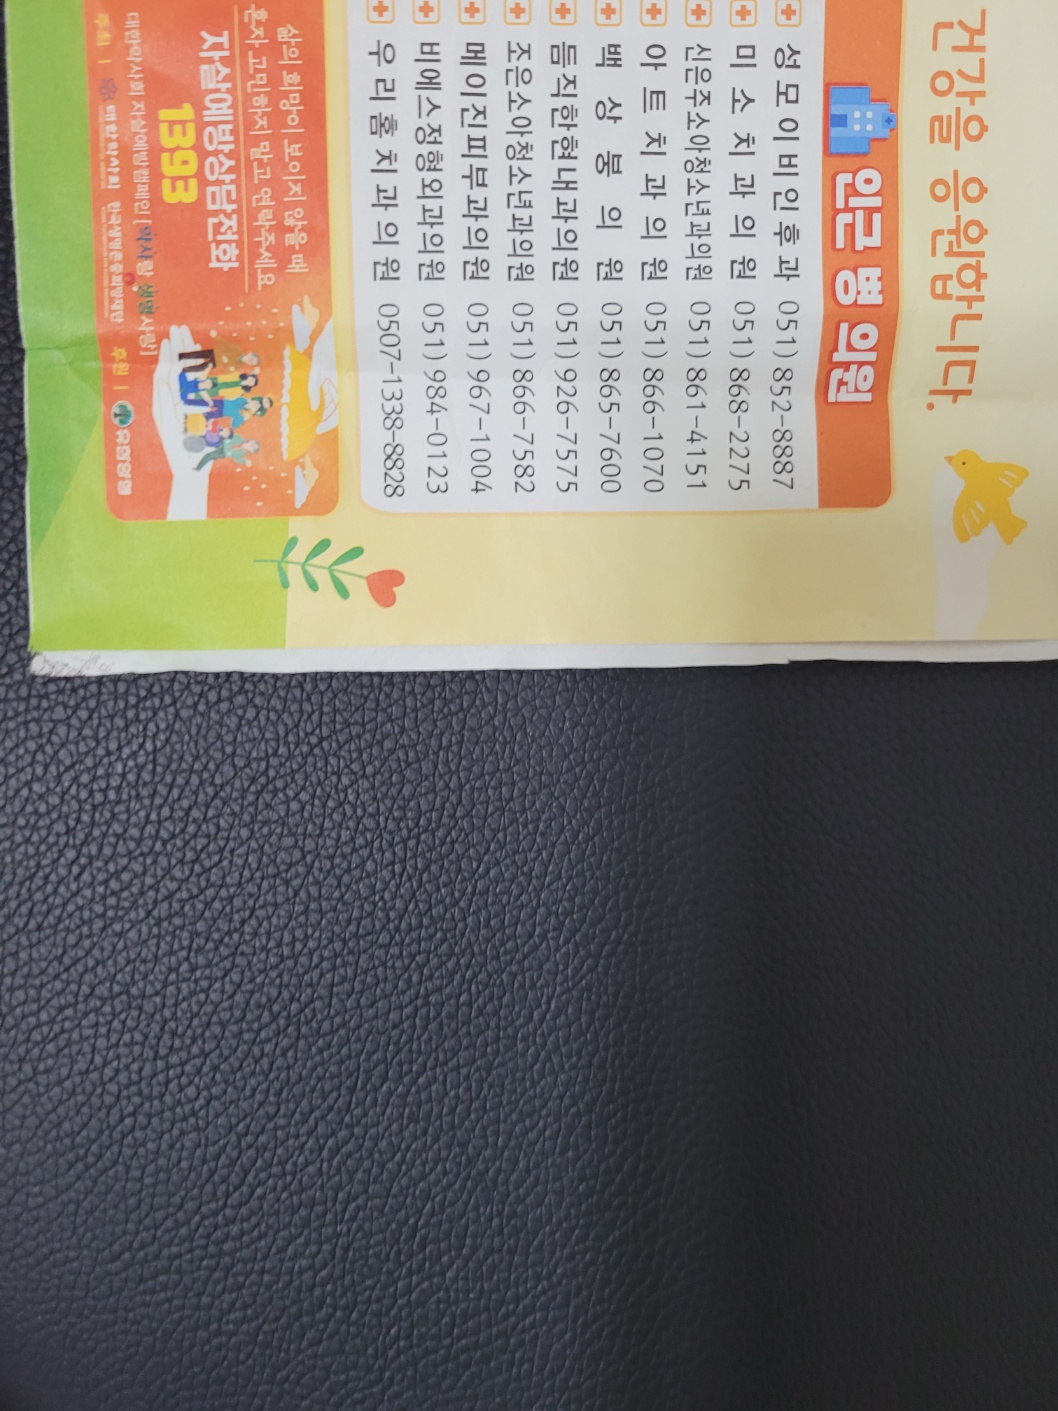 건강을 응원합니다.
인근 병 의원
성모이비인후과 051) 852-8887
미소치과의원 051) 868-2275
신은주소아청소년과의원 051) 861-4151
아트치과의원 051) 866-1070
백상봉의원 051) 865-7600
듬직한현내과의원 051) 926-7575
조은소아청소년과의원 051) 866-7582
메이진피부과의원 051) 967-1004
비에스정형외과의원 051) 984-0123
우리홈치과의원 0507-1338-8828
삶의 희망이 보이지 않을 때
혼자 고민하지 말고 연락주세요
자살예방상담전화
1393
대한약사회 자살예방캠페인 [약사랑 생명사랑]
주최 | 대한약사회 한국생명존중희망재단 후원 | 유한양행